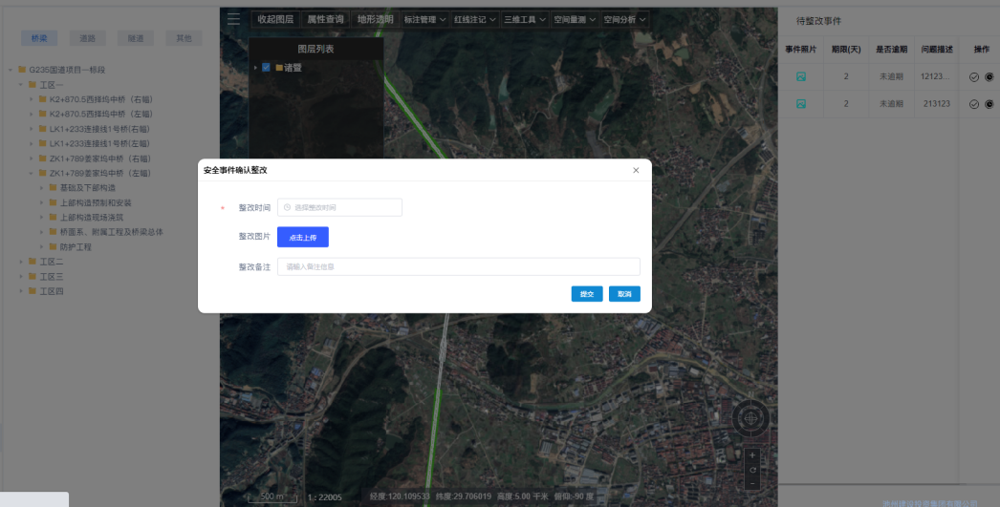 收起图层 属性查询 地形透明 标注管理 红线注记 三维工具 空间量测 空间分析
待整改事件
桥梁 道路 隧道 其他
图层列表
诸暨
事件照片 期限(天) 是否逾期 问题描述 操作
2 未逾期 12123...
2 未逾期 213123
G235国道项目一标段
工区一
K2+870.5西择坞中桥（右幅）
K2+870.5西择坞中桥（左幅）
LK1+233连接线1号桥(右幅)
LK1+233连接线1号桥(左幅)
ZK1+789姜家坞中桥（右幅）
ZK1+789姜家坞中桥（左幅）
基础及下部构造
上部构造预制和安装
上部构造现场浇筑
桥面系、附属工程及桥梁总体
防护工程
工区二
工区三
工区四
安全事件确认整改
* 整改时间 选择整改时间
整改图片 点击上传
整改备注 请输入备注信息
提交 取消
500 m 1 : 22005 经度:120.109533 纬度:29.706019 高度:5.00 千米 俯仰:-90 度